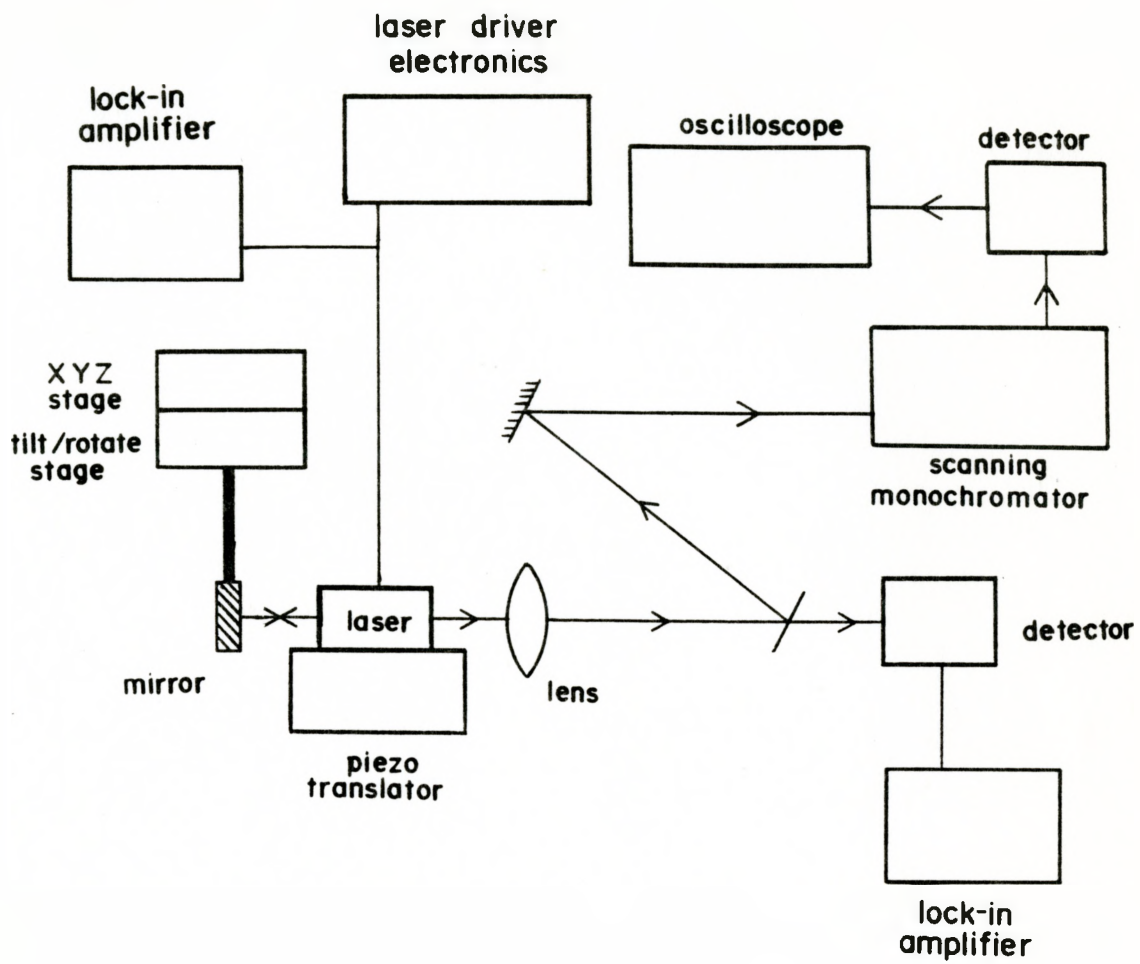 laser driver
electronics
lock-in
amplifier
oscilloscope
detector
XYZ
stage
tilt/rotate
stage
scanning
monochromator
laser
detector
mirror
lens
piezo
translator
lock-in
amplifier